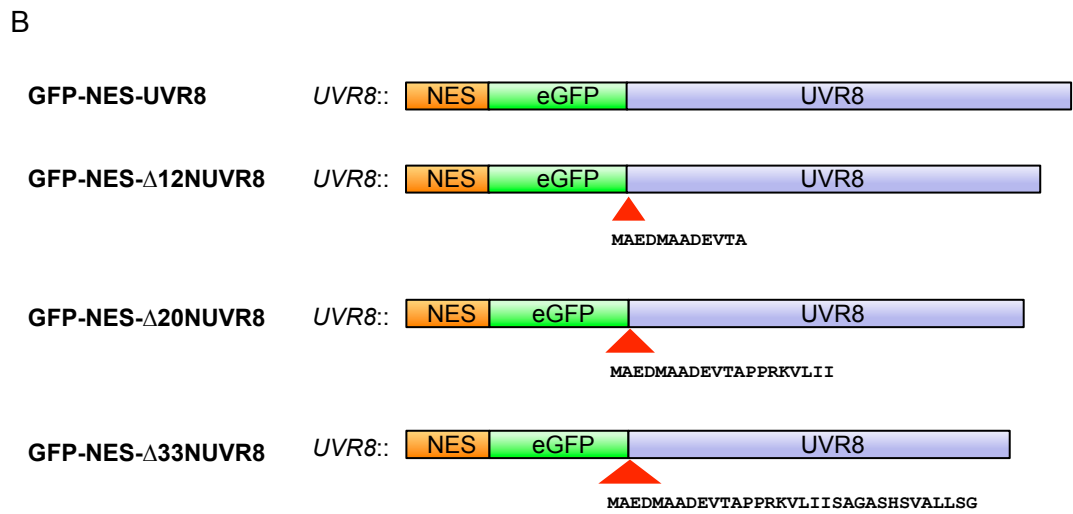 B
GFP-NES-UVR8 UVR8:: NES eGFP UVR8
GFP-NES-Δ12NUVR8 UVR8:: NES eGFP UVR8
MAEDMAADEVTA
GFP-NES-Δ20NUVR8 UVR8:: NES eGFP UVR8
MAEDMAADEVTAPPRKVLII
GFP-NES-Δ33NUVR8 UVR8:: NES eGFP UVR8
MAEDMAADEVTAPPRKVLIISAGASHSVALLSG